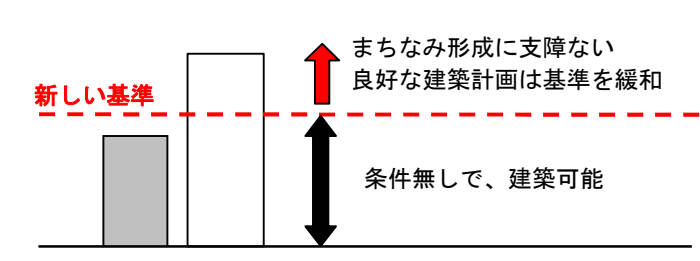 まちなみ形成に支障ない
良好な建築計画は基準を緩和
新しい基準
条件無しで、建築可能